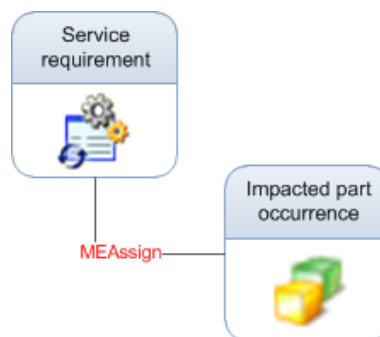 Service
requirement
MEAssign
Impacted part
occurrence